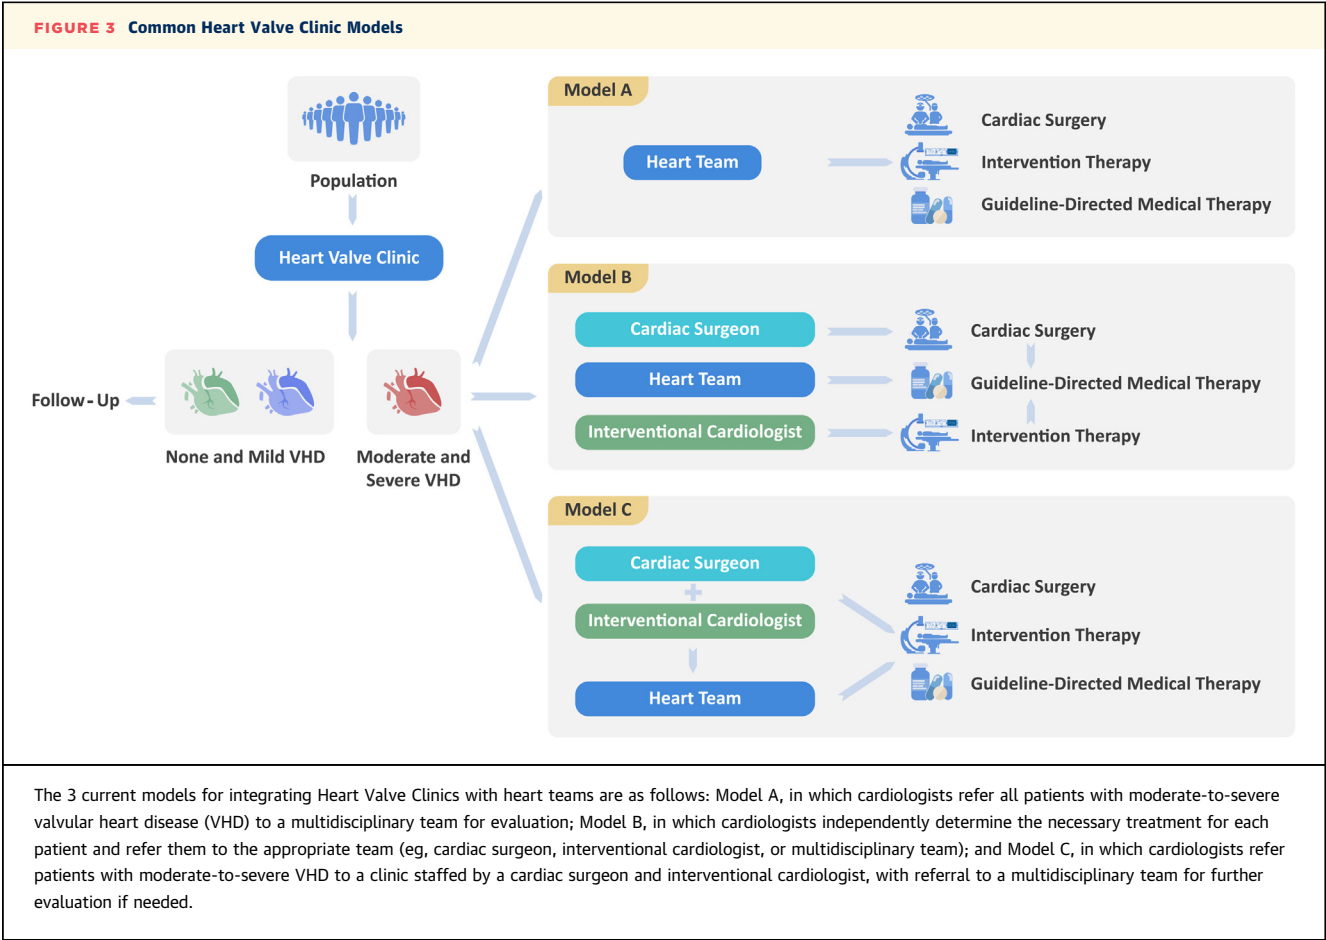 FIGURE 3 Common Heart Valve Clinic Models
Population
Heart Valve Clinic
Follow-Up
None and Mild VHD
Moderate and
Severe VHD
Model A
Heart Team
Cardiac Surgery
Intervention Therapy
Guideline-Directed Medical Therapy
Model B
Cardiac Surgeon
Cardiac Surgery
Heart Team
Guideline-Directed Medical Therapy
Interventional Cardiologist
Intervention Therapy
Model C
Cardiac Surgeon
+
Interventional Cardiologist
Heart Team
Cardiac Surgery
Intervention Therapy
Guideline-Directed Medical Therapy
The 3 current models for integrating Heart Valve Clinics with heart teams are as follows: Model A, in which cardiologists refer all patients with moderate-to-severe
valvular heart disease (VHD) to a multidisciplinary team for evaluation; Model B, in which cardiologists independently determine the necessary treatment for each
patient and refer them to the appropriate team (eg, cardiac surgeon, interventional cardiologist, or multidisciplinary team); and Model C, in which cardiologists refer
patients with moderate-to-severe VHD to a clinic staffed by a cardiac surgeon and interventional cardiologist, with referral to a multidisciplinary team for further
evaluation if needed.